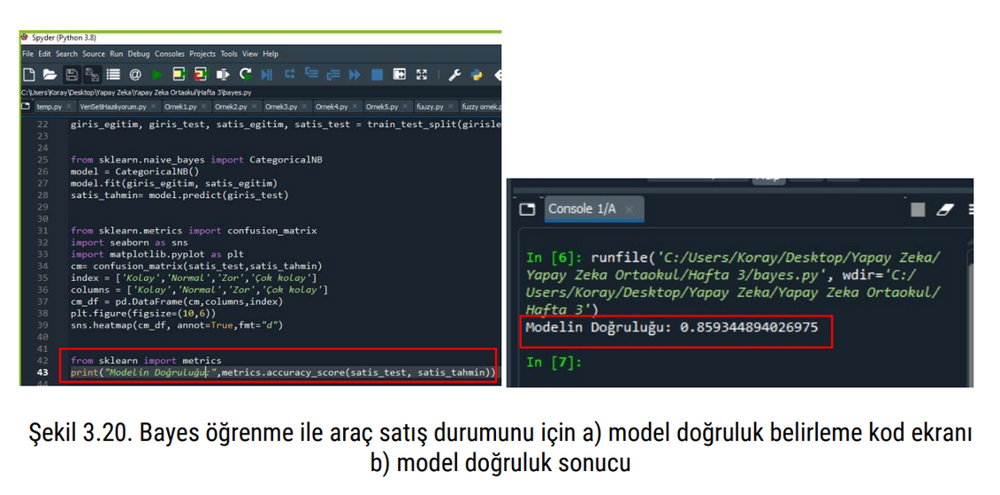 Spyder (Python 3.8)
File Edit Search Source Run Debug Consoles Projects Tools View Help
C:\Users\Koray\Desktop\Yapay Zeka\Yapay Zeka Ortaokul\Hafta 3\bayes.py
temp.py VeriSetiHazılıyorum.py Ornek1.py Ornek2.py Ornek3.py Ornek4.py Ornek5.py fuuzy.py fuzzy ornek.p
22 giris_egitim, giris_test, satis_egitim, satis_test = train_test_split(girisle
23
24
25 from sklearn.naive_bayes import CategoricalNB
26 model = CategoricalNB()
27 model.fit(giris_egitim, satis_egitim)
28 satis_tahmin= model.predict(giris_test)
29
30
31 from sklearn.metrics import confusion_matrix
32 import seaborn as sns
33 import matplotlib.pyplot as plt
34 cm= confusion_matrix(satis_test,satis_tahmin)
35 index = ['Kolay','Normal','Zor','Çok kolay']
36 columns = ['Kolay','Normal','Zor','Çok kolay']
37 cm_df = pd.DataFrame(cm,columns,index)
38 plt.figure(figsize=(10,6))
39 sns.heatmap(cm_df, annot=True,fmt="d")
40
41
42 from sklearn import metrics
43 print("Modelin Doğruluğu:",metrics.accuracy_score(satis_test, satis_tahmin))
44
Console 1/A
In [6]: runfile('C:/Users/Koray/Desktop/Yapay Zeka/
Yapay Zeka Ortaokul/Hafta 3/bayes.py', wdir='C:/
Users/Koray/Desktop/Yapay Zeka/Yapay Zeka Ortaokul/
Hafta 3')
Modelin Doğruluğu: 0.859344894026975
In [7]:
Şekil 3.20. Bayes öğrenme ile araç satış durumunu için a) model doğruluk belirleme kod ekranı
b) model doğruluk sonucu